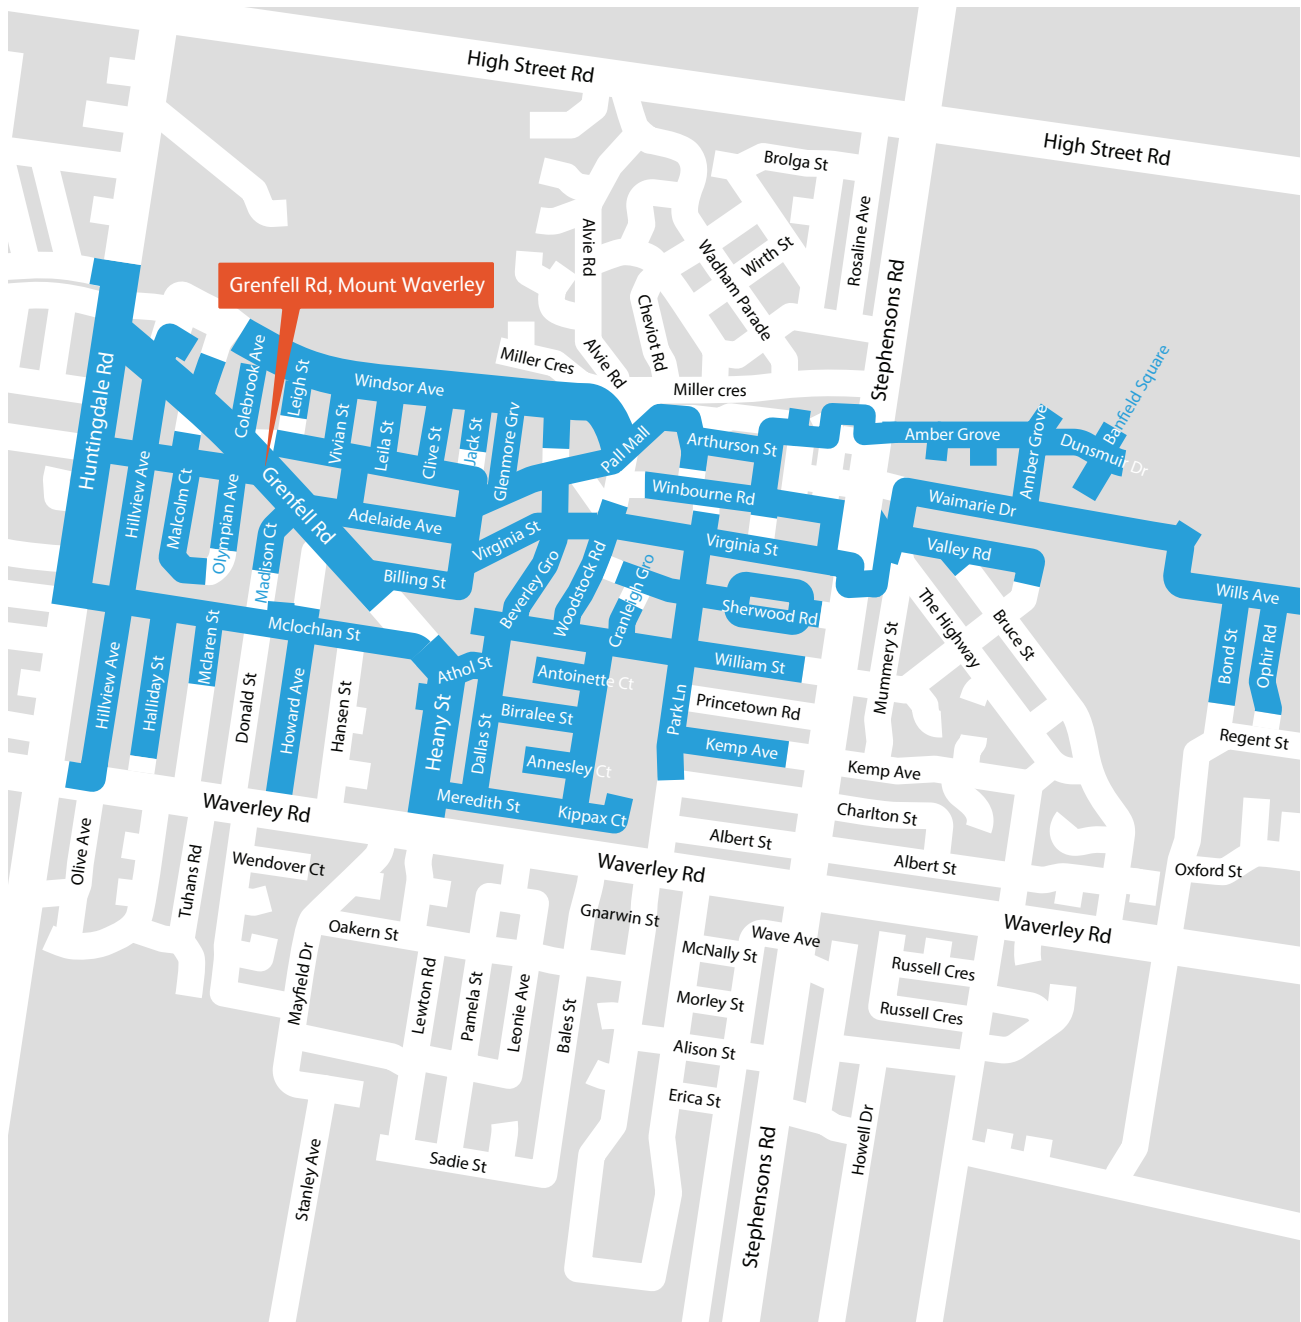 High Street Rd
High Street Rd
Brolga St
Rosaline Ave
Alvie Rd
Wirth St
Wadham Parade
Cheviot Rd
Stephensons Rd
Grenfell Rd, Mount Waverley
Miller Cres
Alvie Rd
Miller cres
Huntingdale Rd
Colebrook Ave
Leigh St
Windsor Ave
Vivian St
Leila St
Clive St
Jack St
Glenmore Grv
Pall Mall
Arthurson St
Amber Grove
Amber Grove
Dunsmuir Dr
Banfield Square
Hillview Ave
Malcolm Ct
Olympian Ave
Grenfell Rd
Madison Ct
Adelaide Ave
Winbourne Rd
Waimarie Dr
Virginia St
Virginia St
Valley Rd
Billing St
Beverley Gro
Woodstock Rd
Cranleigh Gro
Sherwood Rd
The Highway
Bruce St
Wills Ave
Mclochlan St
Mclaren St
Athol St
Antoinette Ct
William St
Mummery St
Bond St
Ophir Rd
Hillview Ave
Halliday St
Donald St
Howard Ave
Hansen St
Heany St
Dallas St
Birralee St
Park Ln
Princetown Rd
Regent St
Annesley Ct
Kemp Ave
Kemp Ave
Meredith St
Kippax Ct
Charlton St
Waverley Rd
Albert St
Albert St
Olive Ave
Tuhans Rd
Wendover Ct
Waverley Rd
Oxford St
Oakern St
Gnarwin St
Wave Ave
Waverley Rd
McNally St
Russell Cres
Mayfield Dr
Lewton Rd
Pamela St
Leonie Ave
Bales St
Morley St
Russell Cres
Alison St
Erica St
Howell Dr
Stanley Ave
Sadie St
Stephensons Rd